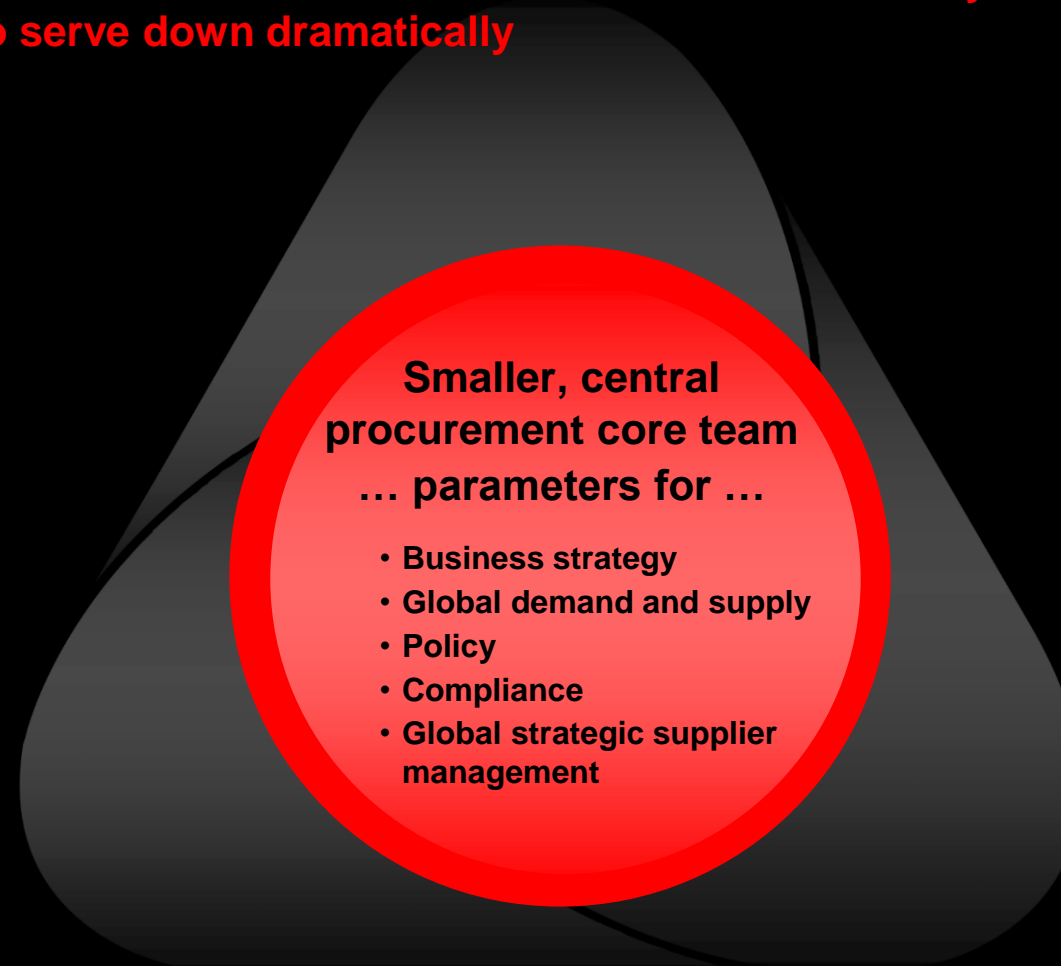 serve down dramatically
Smaller, central
procurement core team
… parameters for …
• Business strategy
• Global demand and supply
• Policy
• Compliance
• Global strategic supplier
management